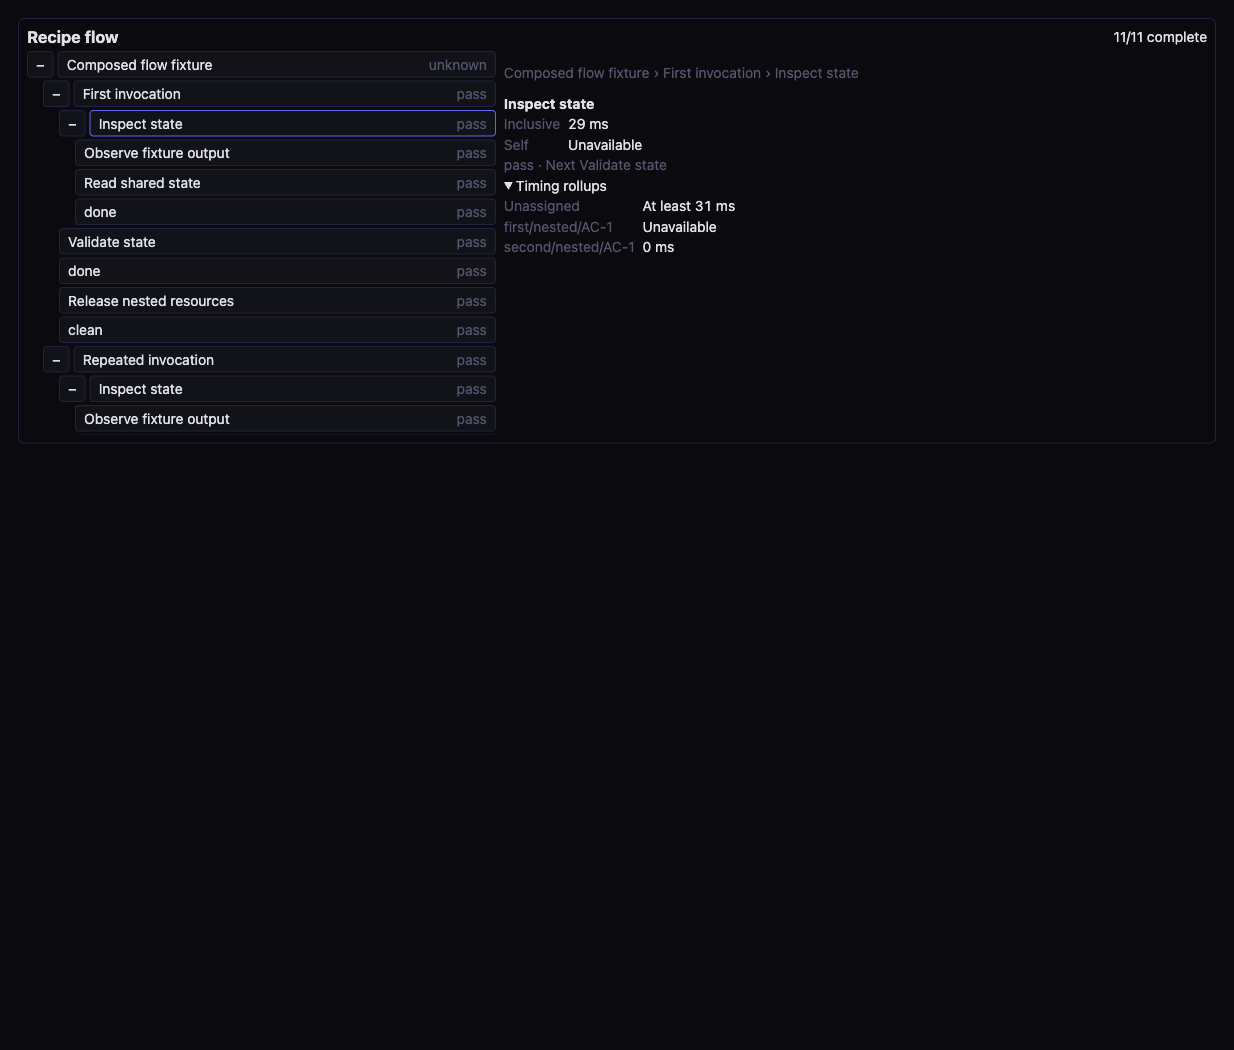 Recipe flow
11/11 complete
– Composed flow fixture unknown
– First invocation pass
– Inspect state pass
Observe fixture output pass
Read shared state pass
done pass
Validate state pass
done pass
Release nested resources pass
clean pass
– Repeated invocation pass
– Inspect state pass
Observe fixture output pass
Composed flow fixture › First invocation › Inspect state
Inspect state
Inclusive 29 ms
Self Unavailable
pass · Next Validate state
▼ Timing rollups
Unassigned At least 31 ms
first/nested/AC-1 Unavailable
second/nested/AC-1 0 ms